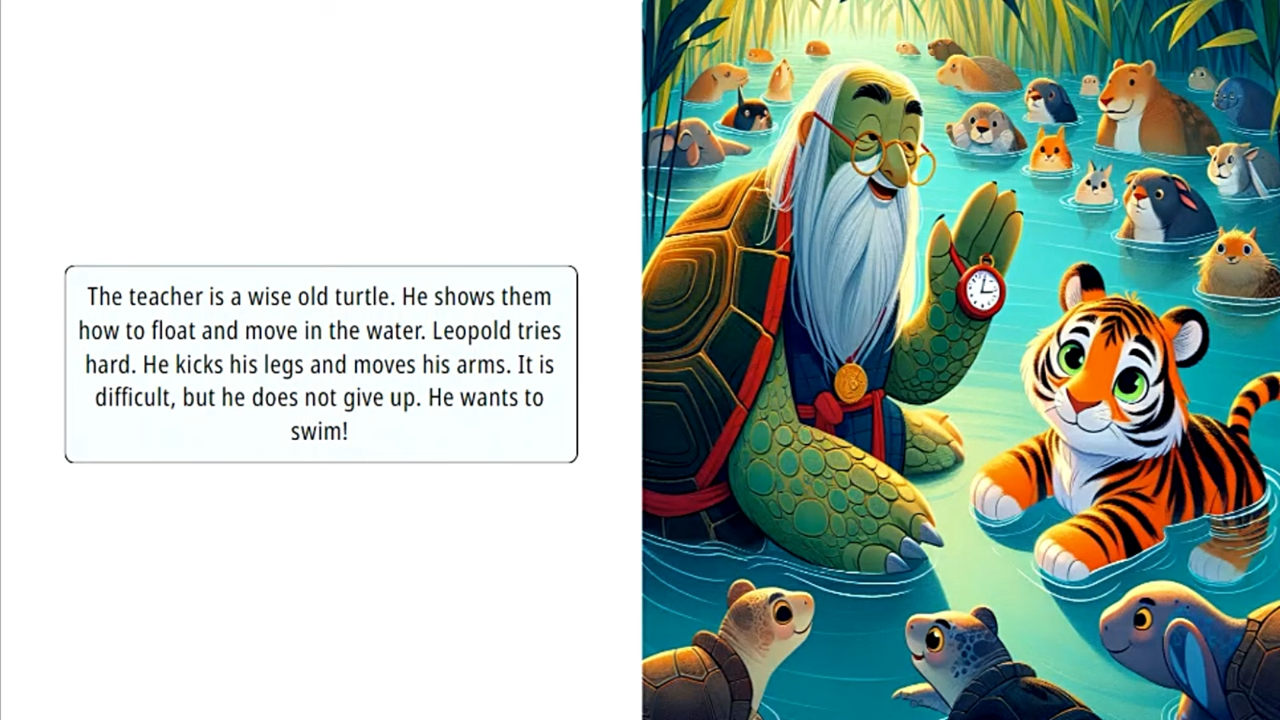 The teacher is a wise old turtle. He shows them
how to float and move in the water. Leopold tries
hard. He kicks his legs and moves his arms. It is
difficult, but he does not give up. He wants to
swim!